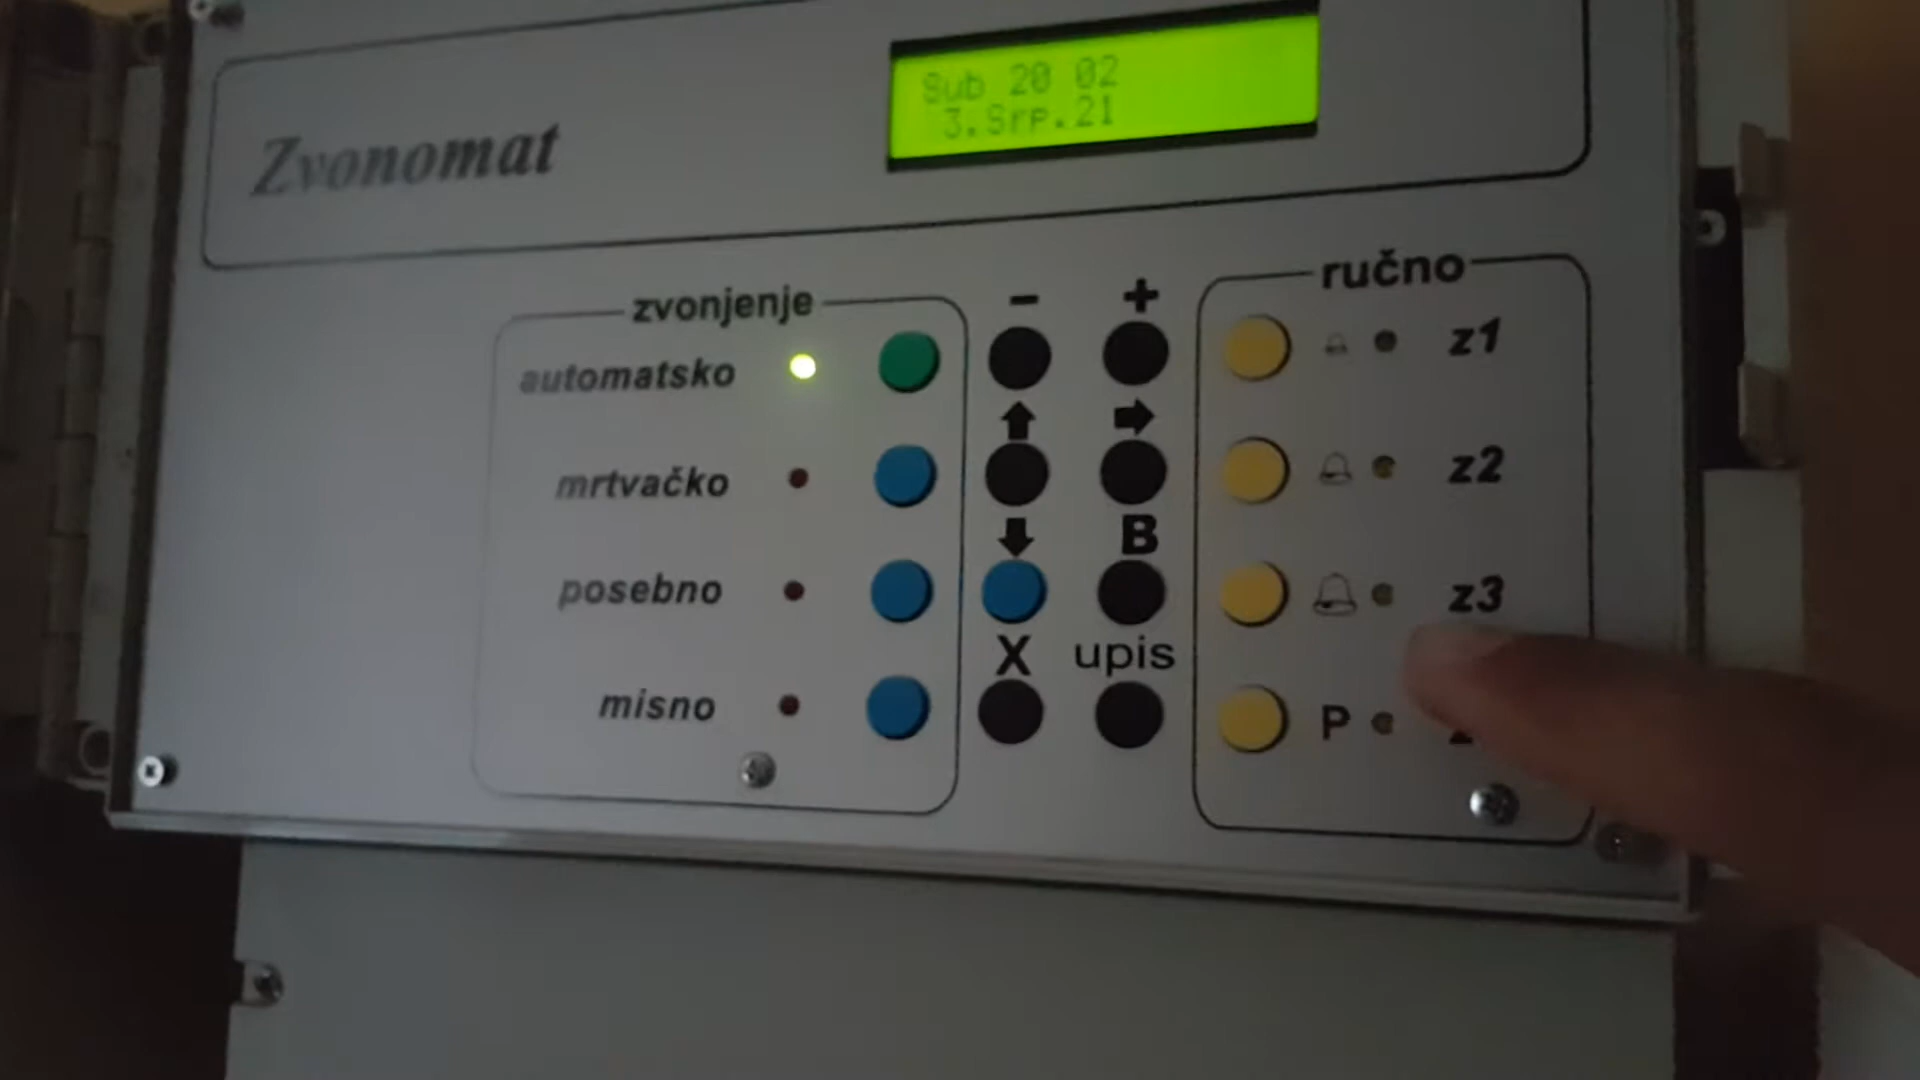 Zvonomat
Sub 20 02
3.Srp.21
zvonjenje
automatsko
mrtvačko
posebno
misno
- +
B
X upis
ručno
z1
z2
z3
P